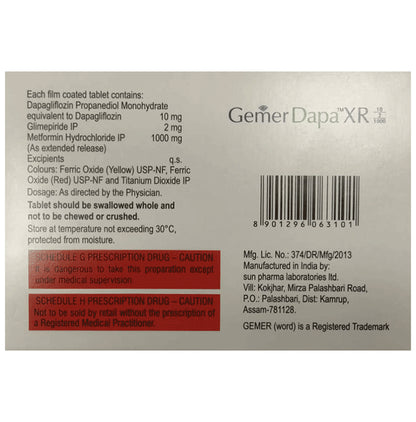 Each film coated tablet contains:
Dapagliflozin Propanediol Monohydrate
equivalent to Dapagliflozin 10 mg
Glimepiride IP 2 mg
Metformin Hydrochloride IP 1000 mg
(As extended release)
Excipients q.s.
Colours: Ferric Oxide (Yellow) USP-NF, Ferric
Oxide (Red) USP-NF and Titanium Dioxide IP
Dosage: As directed by the Physician.
Tablet should be swallowed whole and
not to be chewed or crushed.
Store at temperature not exceeding 30°C,
protected from moisture.
SCHEDULE G PRESCRIPTION DRUG – CAUTION
It is dangerous to take this preparation except
under medical supervision.
SCHEDULE H PRESCRIPTION DRUG – CAUTION
Not to be sold by retail without the prescription of
a Registered Medical Practitioner.
Gemer Dapa™ XR 10 2 1000
8 901296 063101
Mfg. Lic. No.: 374/DR/Mfg/2013
Manufactured in India by:
sun pharma laboratories ltd.
Vill: Kokjhar, Mirza Palashbari Road,
P.O. Palashbari, Dist: Kamrup,
Assam-781128.
GEMER (word) is a Registered Trademark